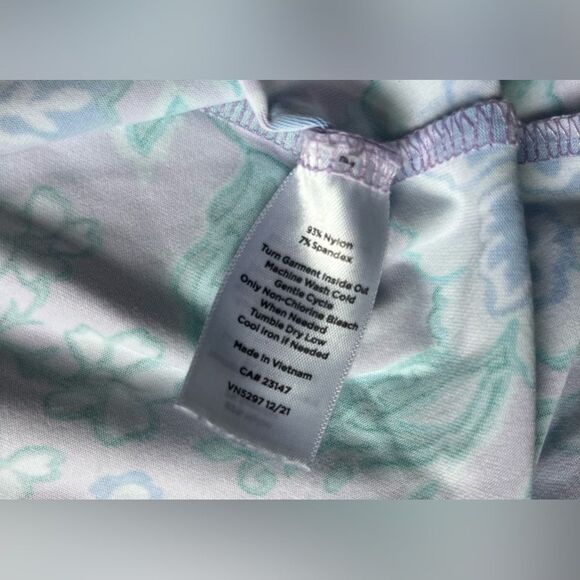 93% Nylon
7% Spandex
Turn Garment Inside Out
Machine Wash Cold
Gentle Cycle
Only Non-Chlorine Bleach
When Needed
Tumble Dry Low
Cool Iron if Needed
Made in Vietnam
CA# 23147
VN5297 12/21